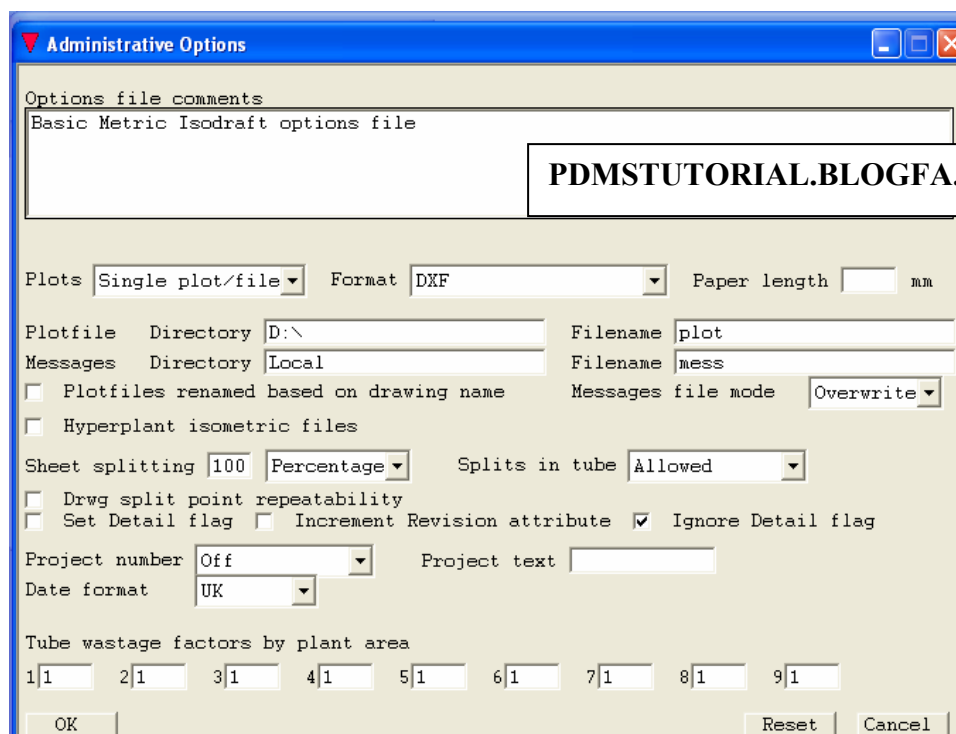 Administrative Options
Options file comments
Basic Metric Isodraft options file
PDMSTUTORIAL.BLOGFA.
Plots Single plot/file Format DXF Paper length mm
Plotfile Directory D:\ Filename plot
Messages Directory Local Filename mess
Plotfiles renamed based on drawing name Messages file mode Overwrite
Hyperplant isometric files
Sheet splitting 100 Percentage Splits in tube Allowed
Drwg split point repeatability
Set Detail flag Increment Revision attribute Ignore Detail flag
Project number Off Project text
Date format UK
Tube wastage factors by plant area
1 1 2 1 3 1 4 1 5 1 6 1 7 1 8 1 9 1
OK Reset Cancel